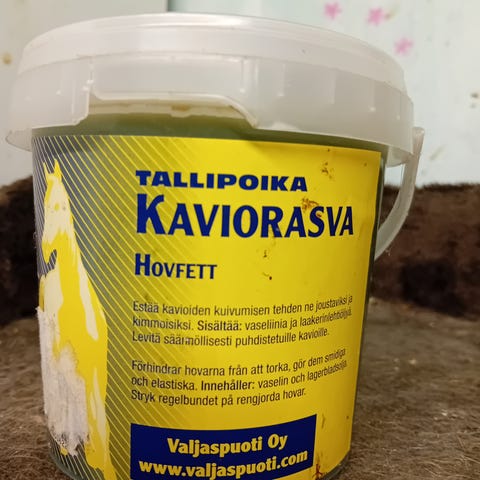 TALLIPOIKA
KAVIORASVA
HOVFETT
Estää kavioiden kuivumisen tehden ne joustaviksi ja
kimmoisiksi. Sisältää: vaseliinia ja laakerinlehtiöljyä.
Levitä säärmöllisesti puhdistetuille kavioille.
Förhindrar hovarna från att torka, gör dem smidiga
och elastiska. Innehåller: vaselin och lagerbladsolja.
Stryk regelbundet på rengjorda hovar.
Valjaspuoti Oy
www.valjaspuoti.com